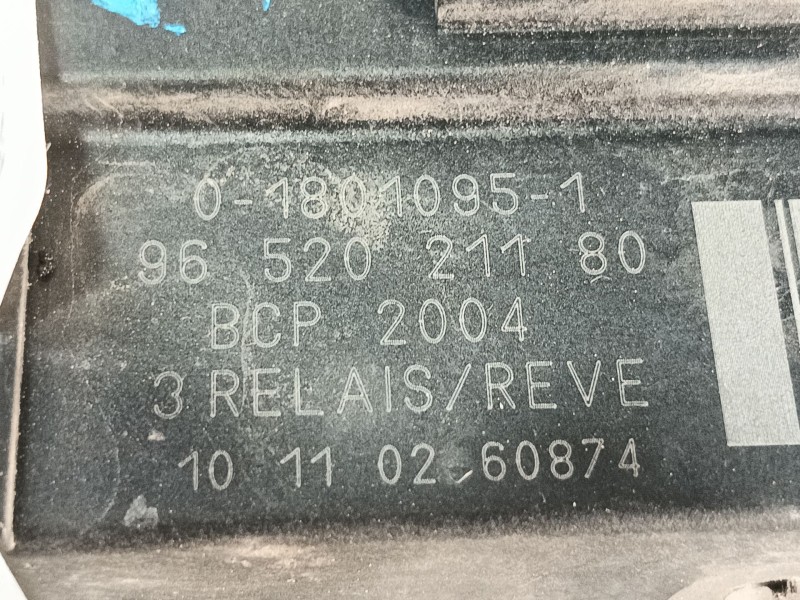 0-1801095-1
96 520 211 80
BCP 2004
3 RELAIS/REVE
10 11 02 60874